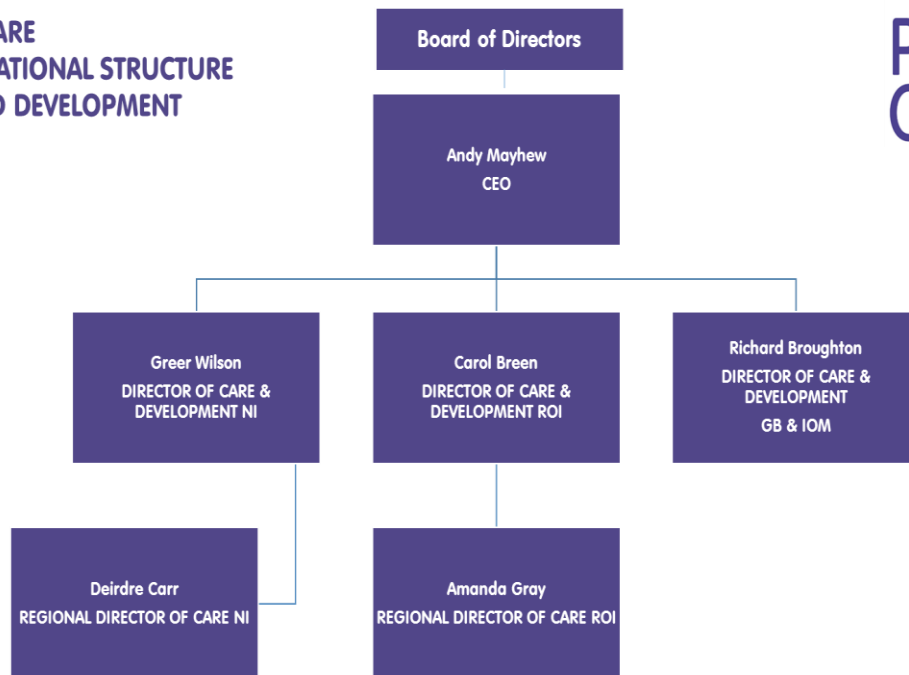 ARE
ATIONAL STRUCTURE
D DEVELOPMENT
Board of Directors
Andy Mayhew
CEO
Greer Wilson
DIRECTOR OF CARE &
DEVELOPMENT NI
Carol Breen
DIRECTOR OF CARE &
DEVELOPMENT ROI
Richard Broughton
DIRECTOR OF CARE &
DEVELOPMENT
GB & IOM
Deirdre Carr
REGIONAL DIRECTOR OF CARE NI
Amanda Gray
REGIONAL DIRECTOR OF CARE ROI